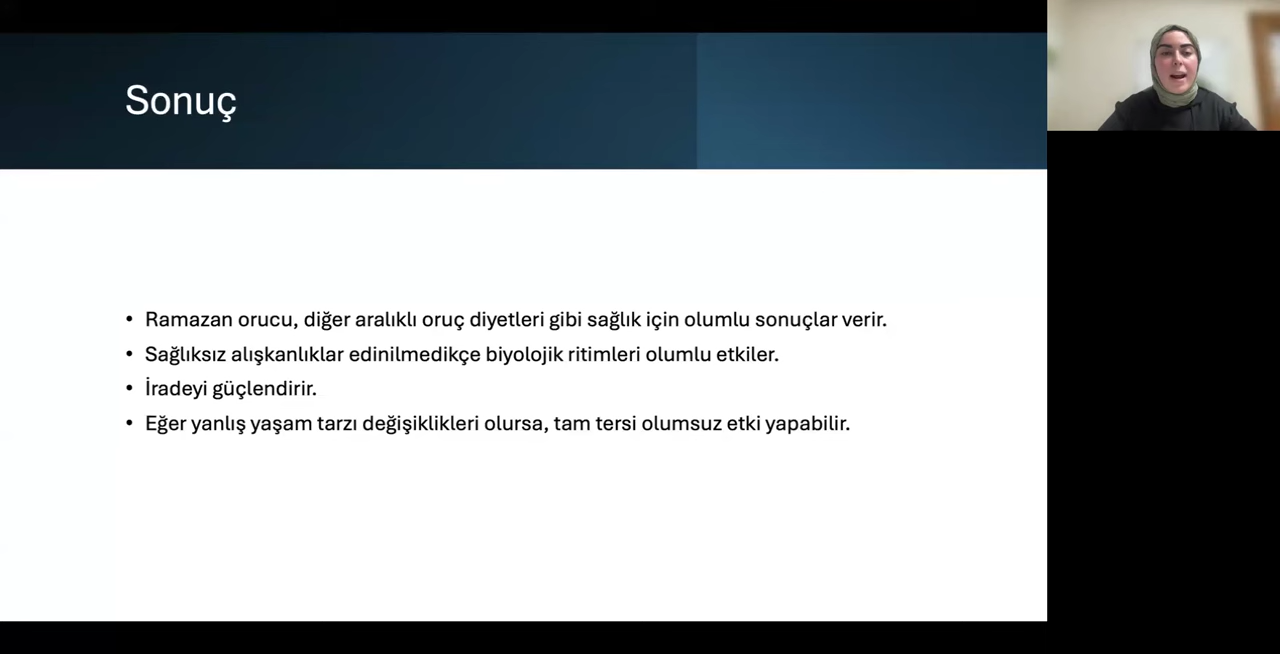 Sonuç
• Ramazan orucu, diğer aralıklı oruç diyetleri gibi sağlık için olumlu sonuçlar verir.
• Sağlıksız alışkanlıklar edinilmedikçe biyolojik ritimleri olumlu etkiler.
• İradeyi güçlendirir.
• Eğer yanlış yaşam tarzı değişiklikleri olursa, tam tersi olumsuz etki yapabilir.